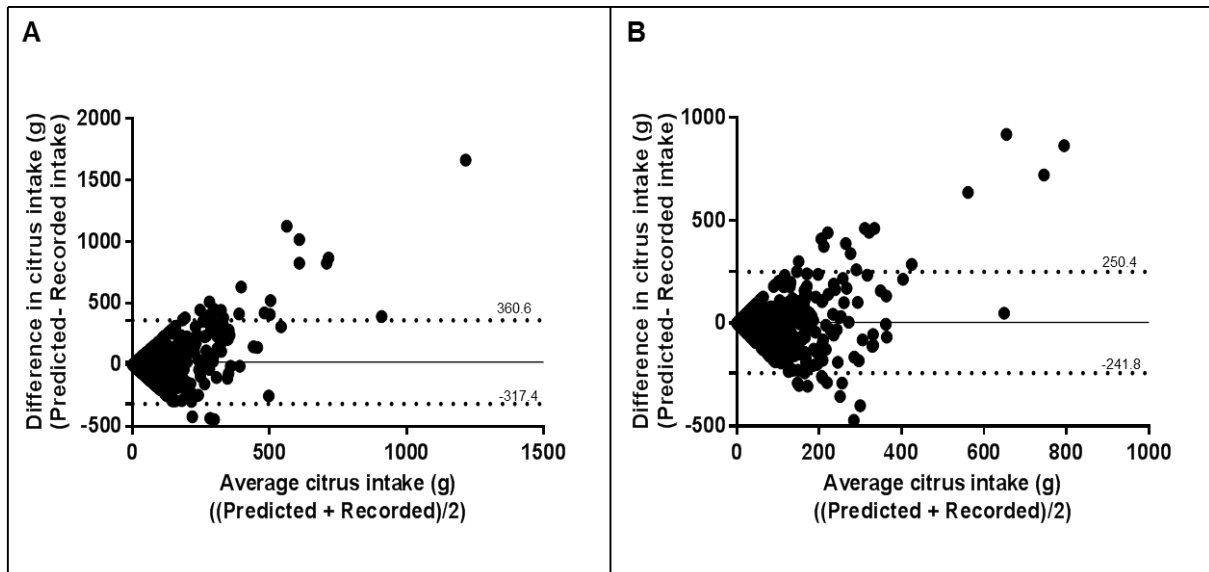 A
Difference in citrus intake (g)
(Predicted- Recorded intake)
2000
1500
1000
500
0
-500
360.6
-317.4
0
500
1000
1500
Average citrus intake (g)
((Predicted + Recorded)/2)
B
Difference in citrus intake (g)
(Predicted- Recorded intake)
1000
500
0
-500
250.4
-241.8
0
200
400
600
800
1000
Average citrus intake (g)
((Predicted + Recorded)/2)